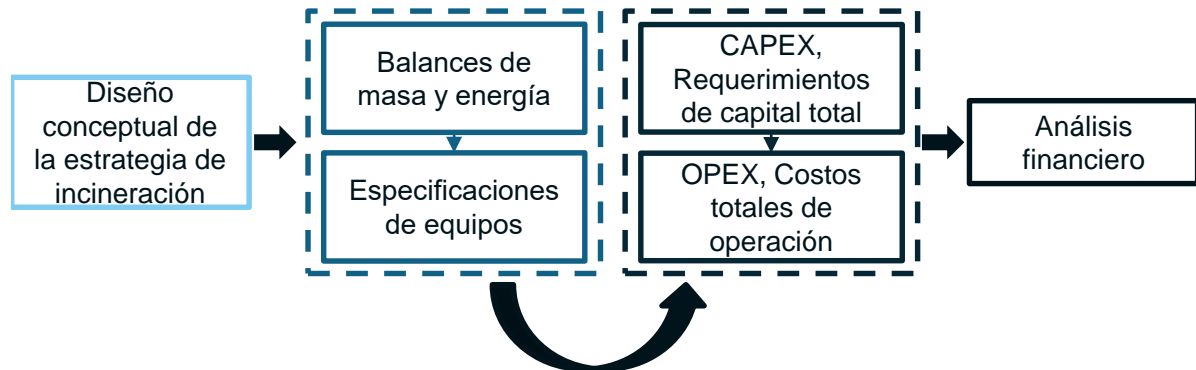 Diseño
conceptual de
la estrategia de
incineración
Balances de
masa y energía
Especificaciones
de equipos
CAPEX,
Requerimientos
de capital total
OPEX, Costos
totales de
operación
Análisis
financiero